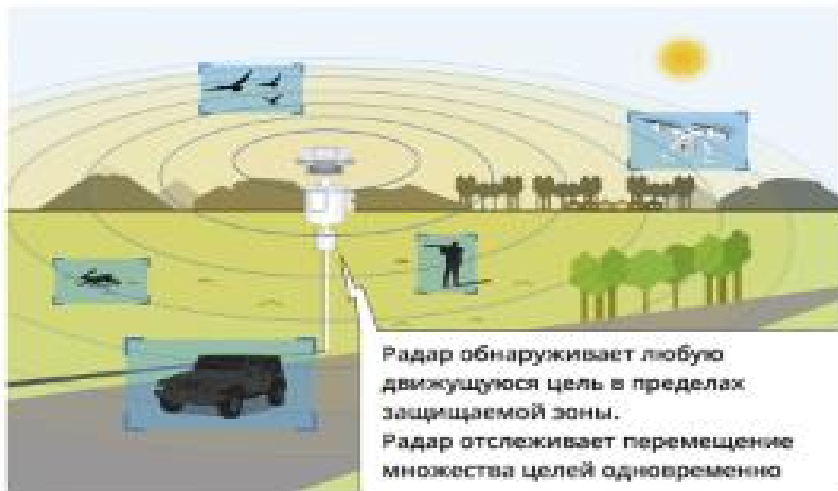 Радар обнаруживает любую
движущуюся цель в пределах
защищаемой зоны.
Радар отслеживает перемещение
множества целей одновременно